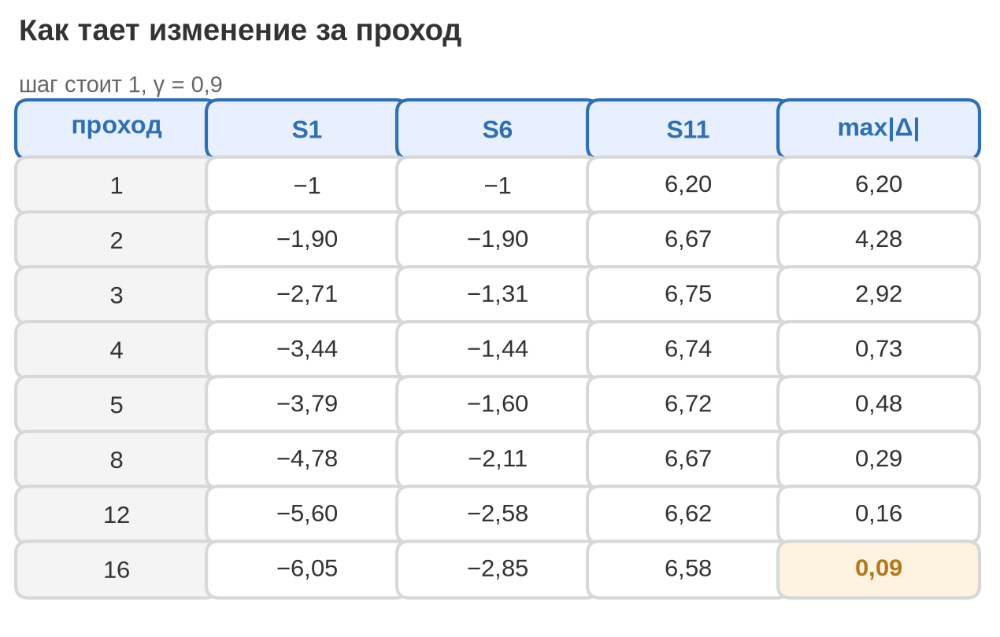 Как тает изменение за проход
шаг стоит 1, γ = 0,9
проход S1 S6 S11 max|Δ|
1 −1 −1 6,20 6,20
2 −1,90 −1,90 6,67 4,28
3 −2,71 −1,31 6,75 2,92
4 −3,44 −1,44 6,74 0,73
5 −3,79 −1,60 6,72 0,48
8 −4,78 −2,11 6,67 0,29
12 −5,60 −2,58 6,62 0,16
16 −6,05 −2,85 6,58 0,09